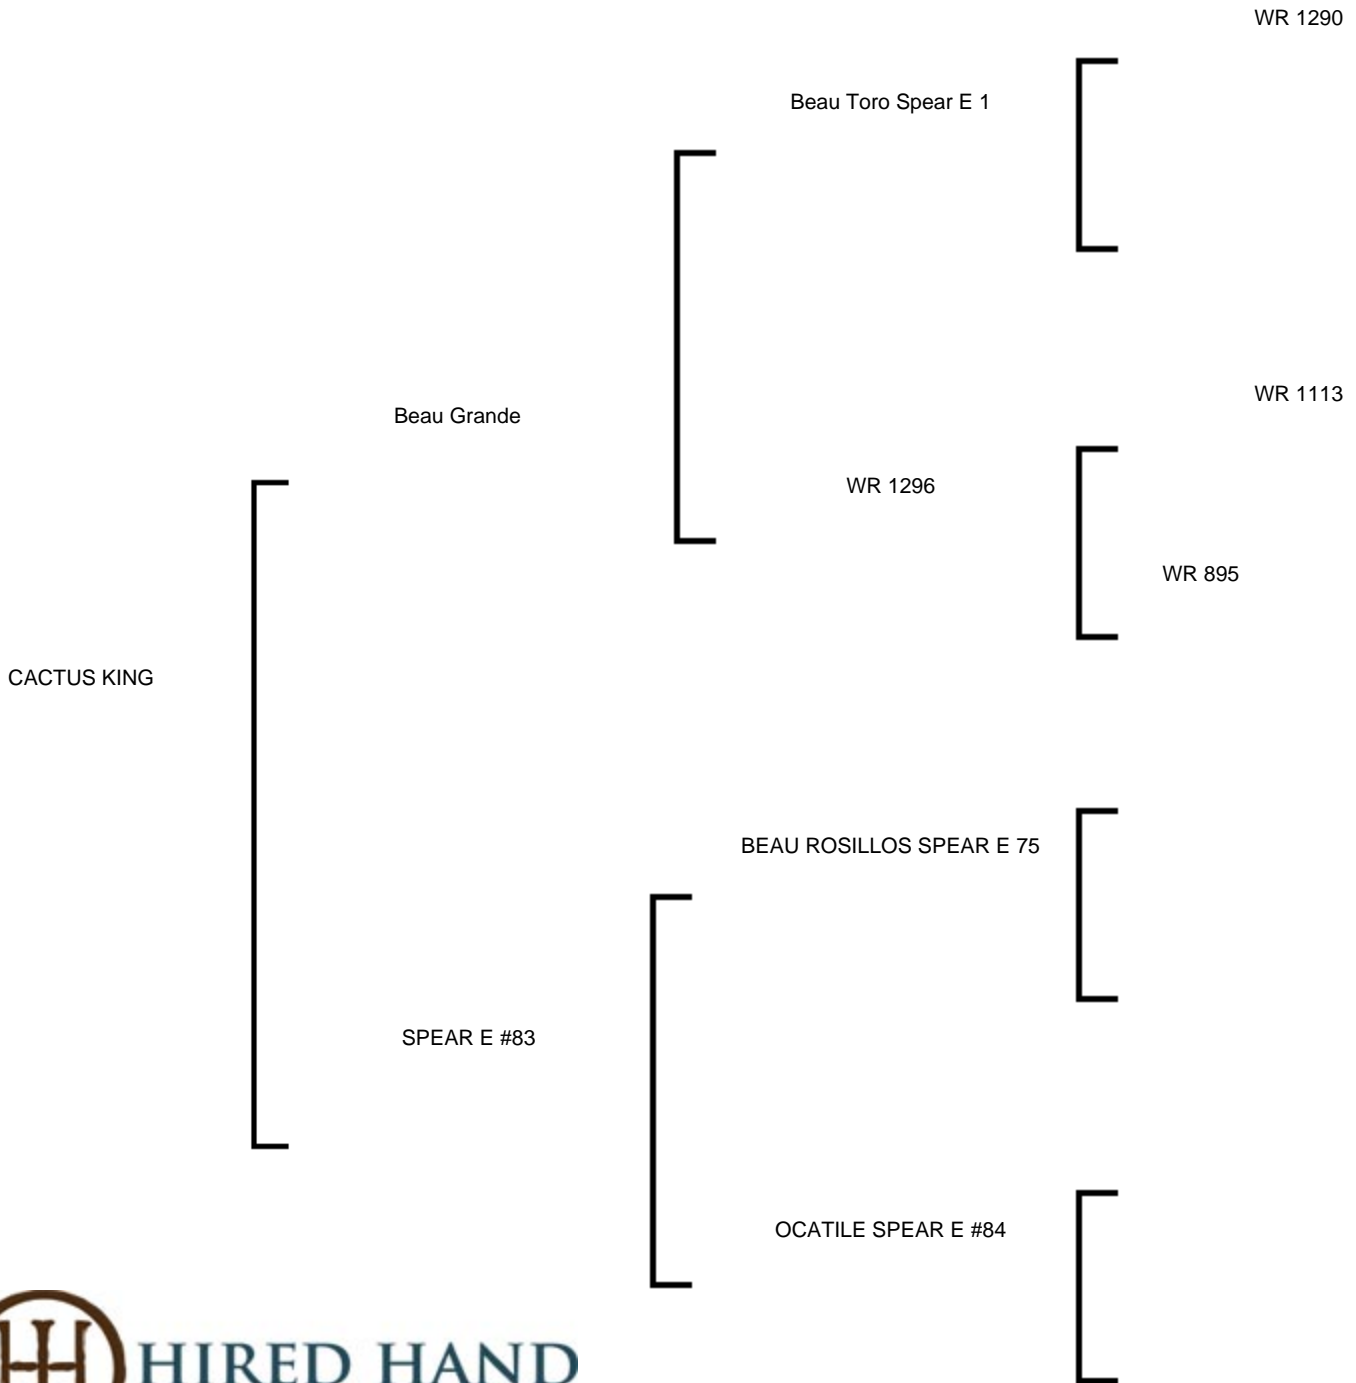 WR 1290
Beau Toro Spear E 1
WR 1113
Beau Grande
WR 1296
WR 895
CACTUS KING
BEAU ROSILLOS SPEAR E 75
SPEAR E #83
OCATILE SPEAR E #84
HIRED HAND